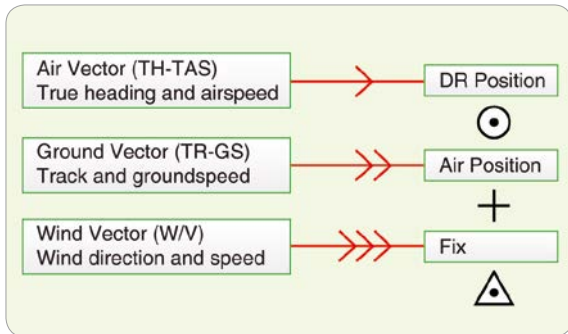 Air Vector (TH-TAS)
True heading and airspeed
DR Position
Ground Vector (TR-GS)
Track and groundspeed
Air Position
Wind Vector (W/V)
Wind direction and speed
Fix